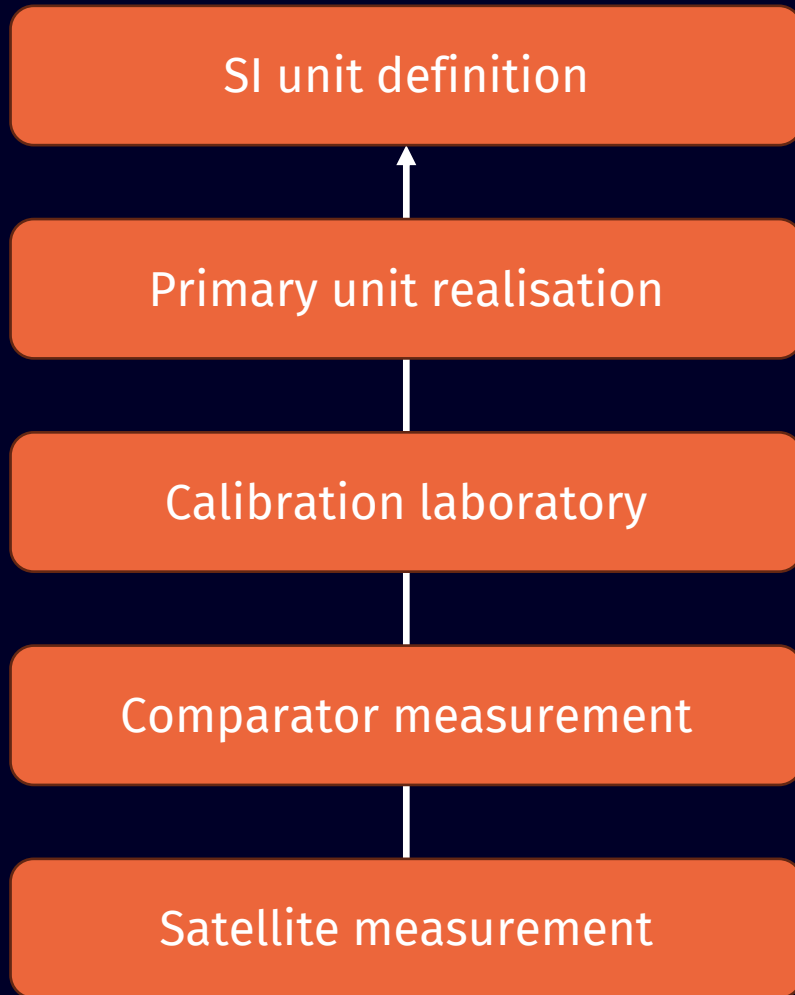 SI unit definition
Primary unit realisation
Calibration laboratory
Comparator measurement
Satellite measurement